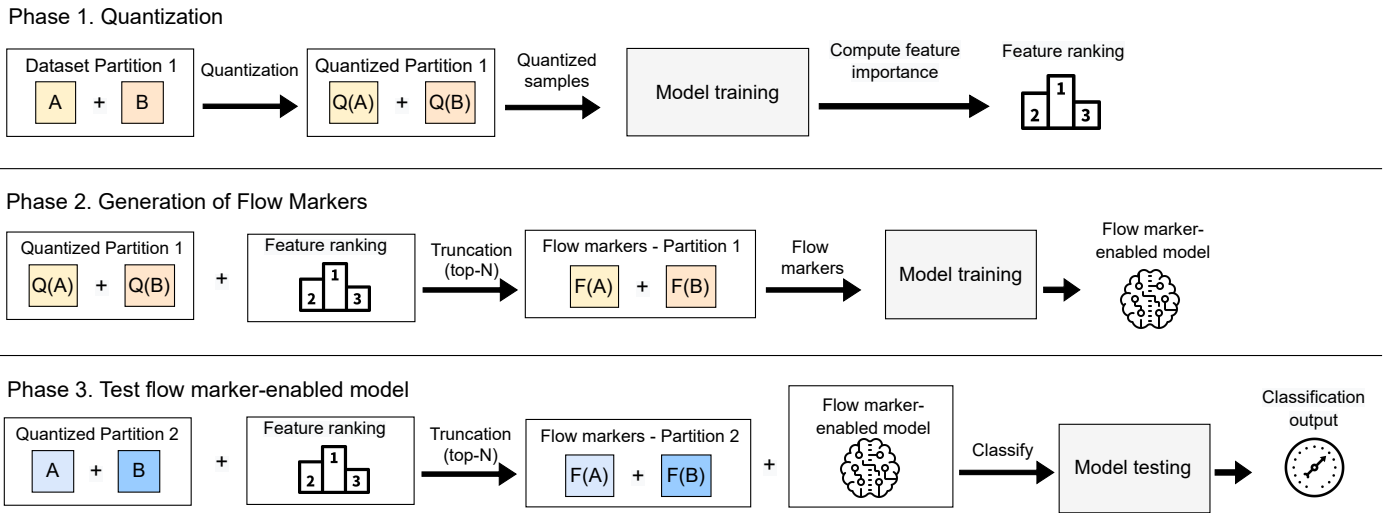 Phase 1. Quantization
Dataset Partition 1
A + B
Quantization
Quantized Partition 1
Q(A) + Q(B)
Quantized
samples
Model training
Compute feature
importance
Feature ranking
1
2
3
Phase 2. Generation of Flow Markers
Quantized Partition 1
Q(A) + Q(B)
+
Feature ranking
1
2
3
Truncation
(top-N)
Flow markers - Partition 1
F(A) + F(B)
Flow
markers
Model training
Flow marker-
enabled model
Phase 3. Test flow marker-enabled model
Quantized Partition 2
A + B
+
Feature ranking
1
2
3
Truncation
(top-N)
Flow markers - Partition 2
F(A) + F(B)
+
Flow marker-
enabled model
Classify
Model testing
Classification
output